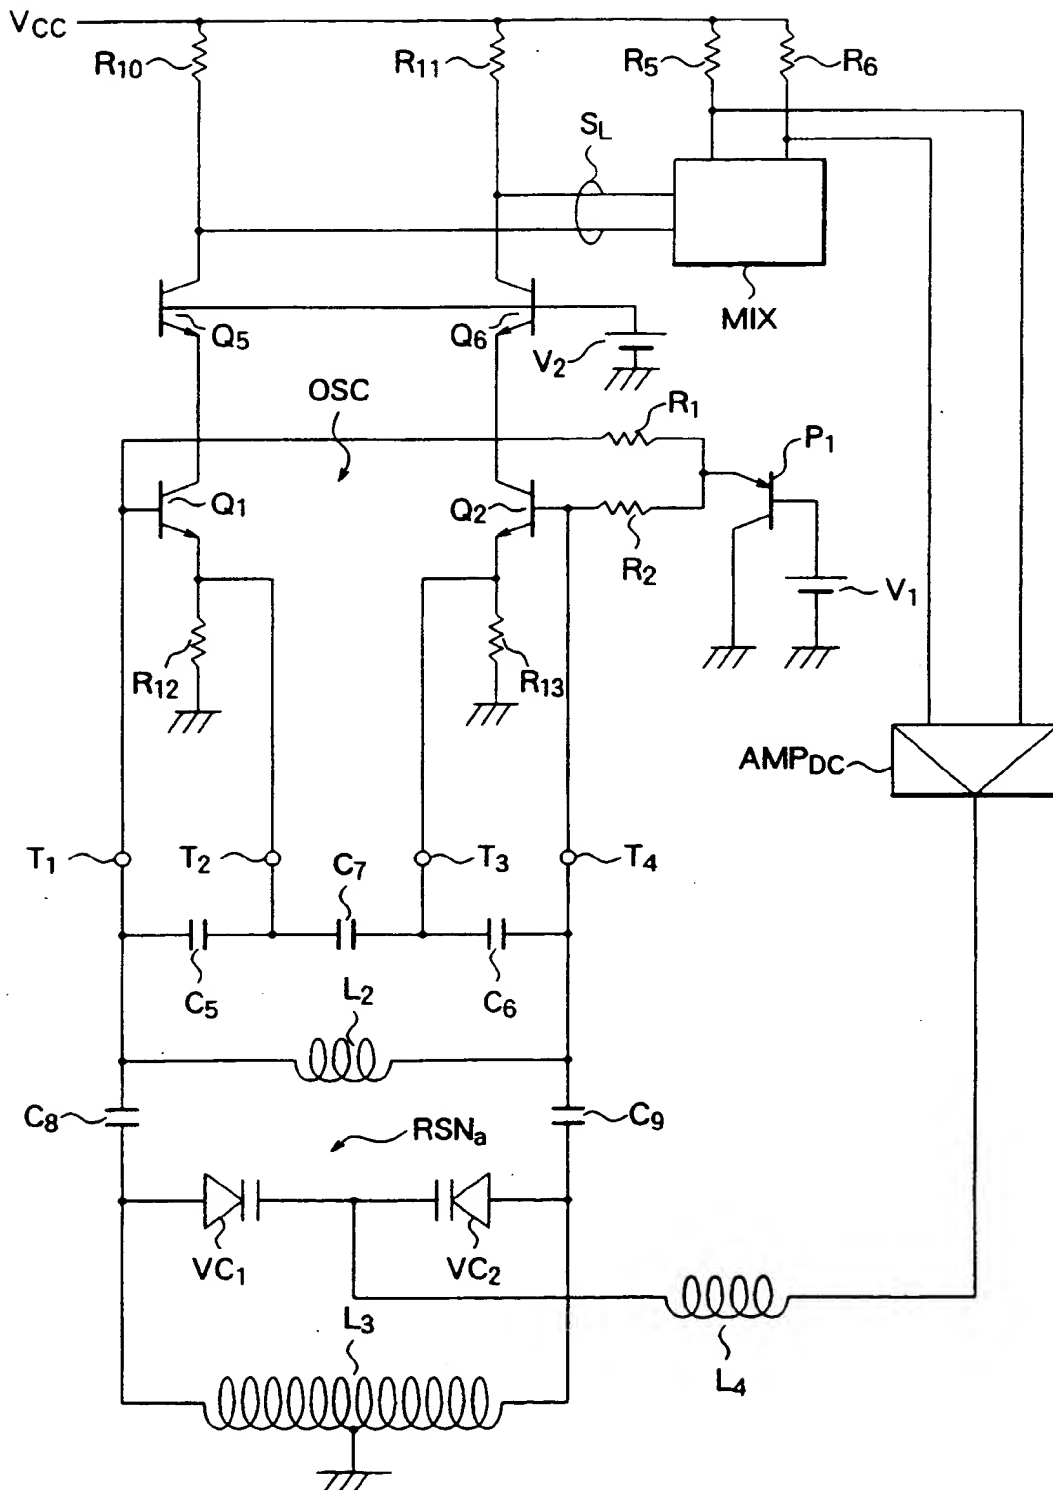 VCC
R10 R11 R5 R6
SL
MIX
Q5 Q6
V2
OSC
R1
P1
Q1 Q2
R2
V1
R12 R13
AMPDC
T1 T2 T3 T4
C7
C5 C6
L2
C8 C9
RSNa
VC1 VC2
L3
L4